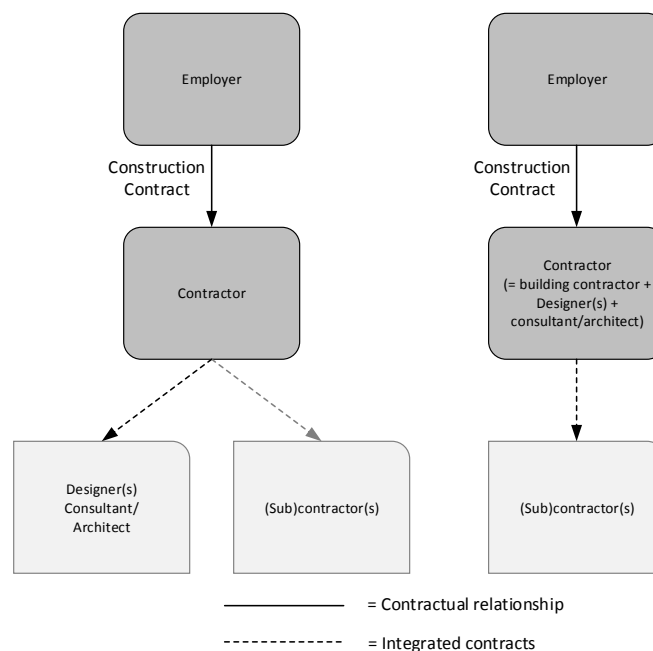 Employer
Employer
Construction
Contract
Construction
Contract
Contractor
Contractor
(= building contractor +
Designer(s) +
consultant/architect)
Designer(s)
Consultant/
Architect
(Sub)contractor(s)
(Sub)contractor(s)
= Contractual relationship
= Integrated contracts